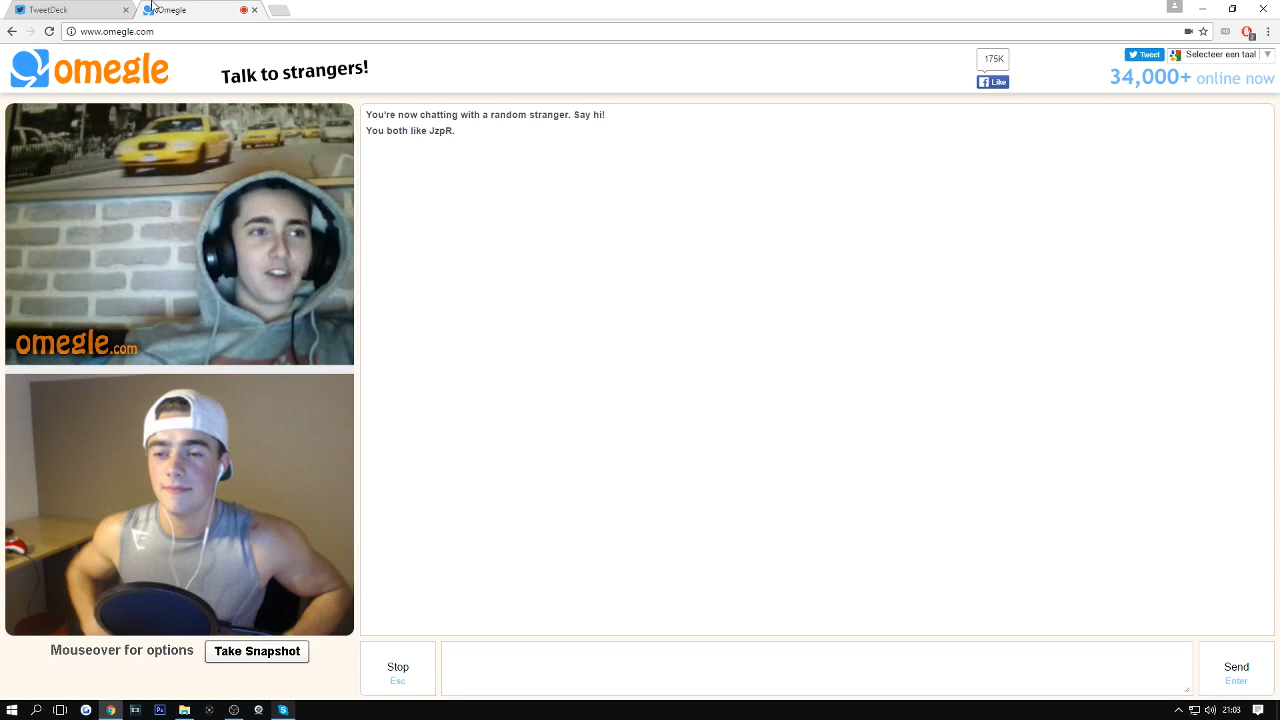 TweetDeck
Omegle
www.omegle.com
omegle
Talk to strangers!
175K
Like
Tweet
Selecteer een taal
34,000+ online now
You're now chatting with a random stranger. Say hi!
You both like JzpR.
omegle.com
Mouseover for options
Take Snapshot
Stop
Esc
Send
Enter
21:03